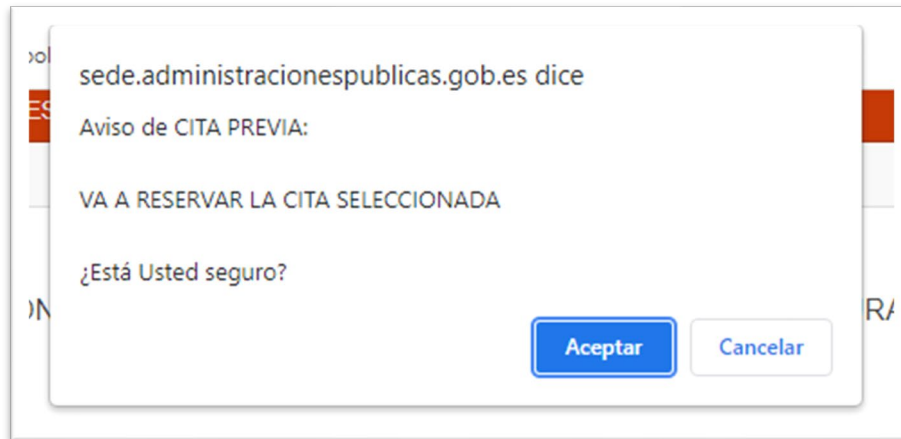 sede.administracionespublicas.gob.es dice
Aviso de CITA PREVIA:
VA A RESERVAR LA CITA SELECCIONADA
¿Está Usted seguro?
Aceptar Cancelar